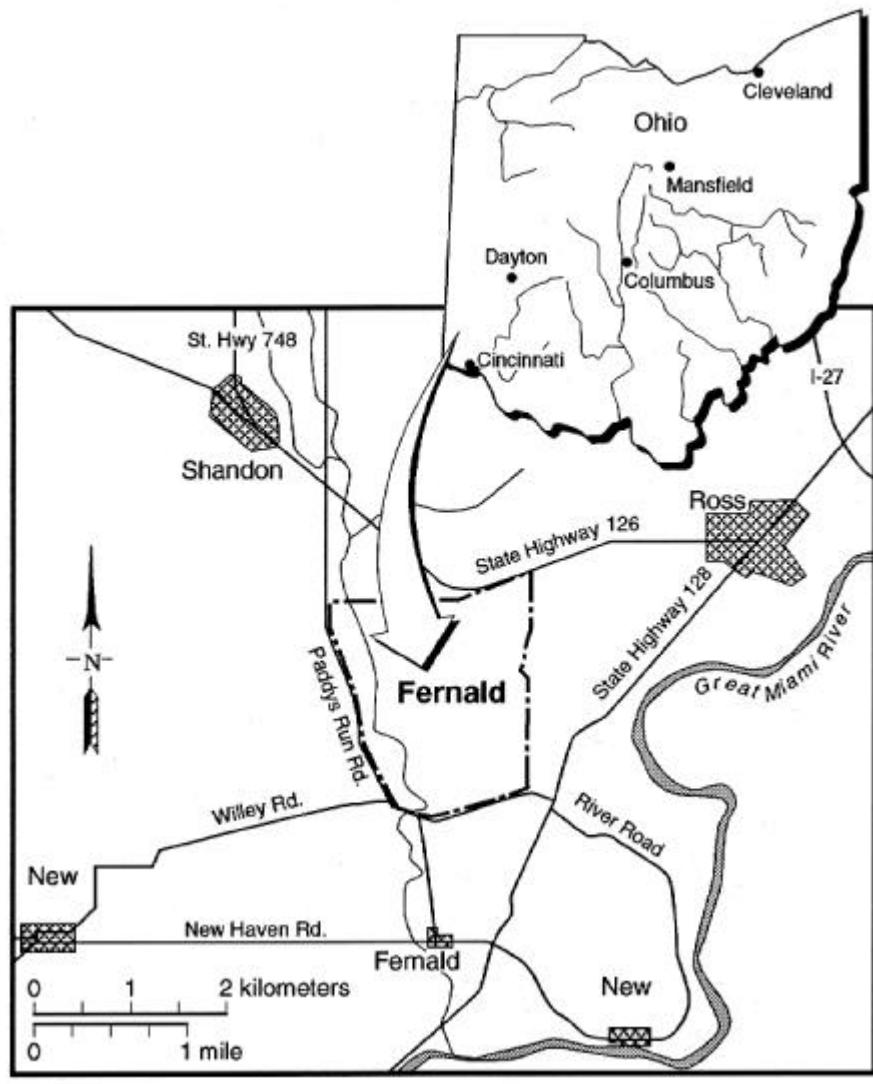 Cleveland
Ohio
Mansfield
Dayton
Columbus
St. Hwy 748
Cincinnati
I-27
Shandon
Ross
State Highway 126
State Highway 128
Great Miami River
N
Paddys Run Rd.
Fernald
Willey Rd.
River Road
New
New Haven Rd.
Fernald
0 1 2 kilometers
New
0 1 mile